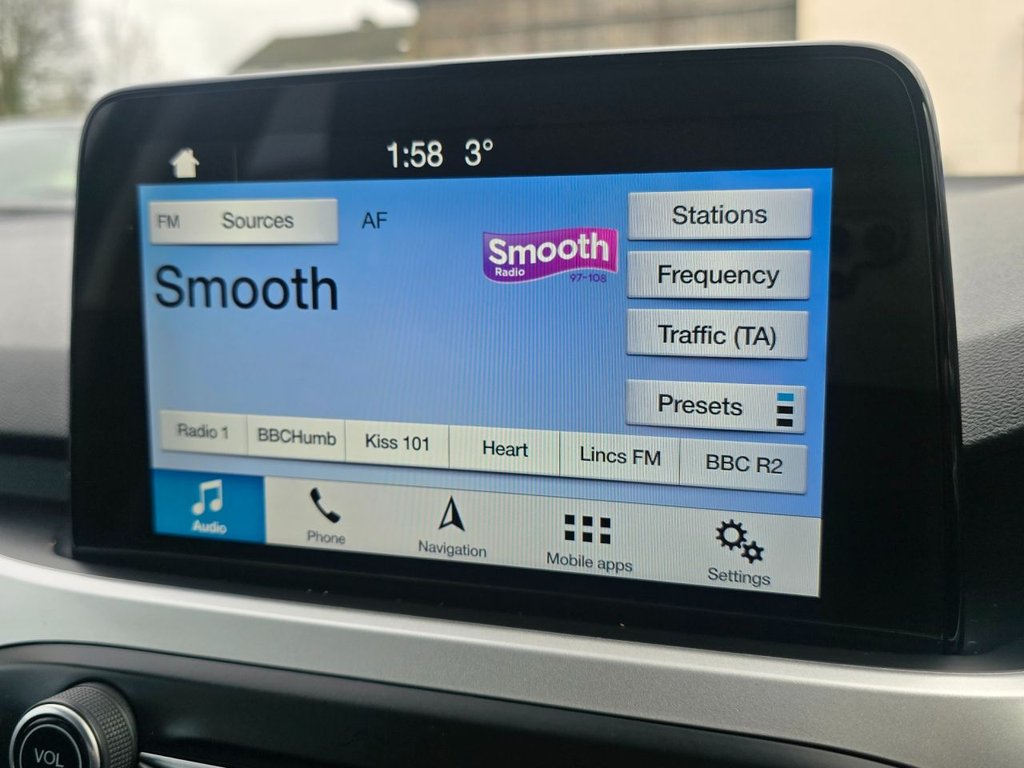 1:58 3°
FM Sources
AF
Stations
Smooth
Radio
97-108
Smooth
Frequency
Traffic (TA)
Presets
Radio 1
BBCHumb
Kiss 101
Heart
Lincs FM
BBC R2
Audio
Phone
Navigation
Mobile apps
Settings
VOL